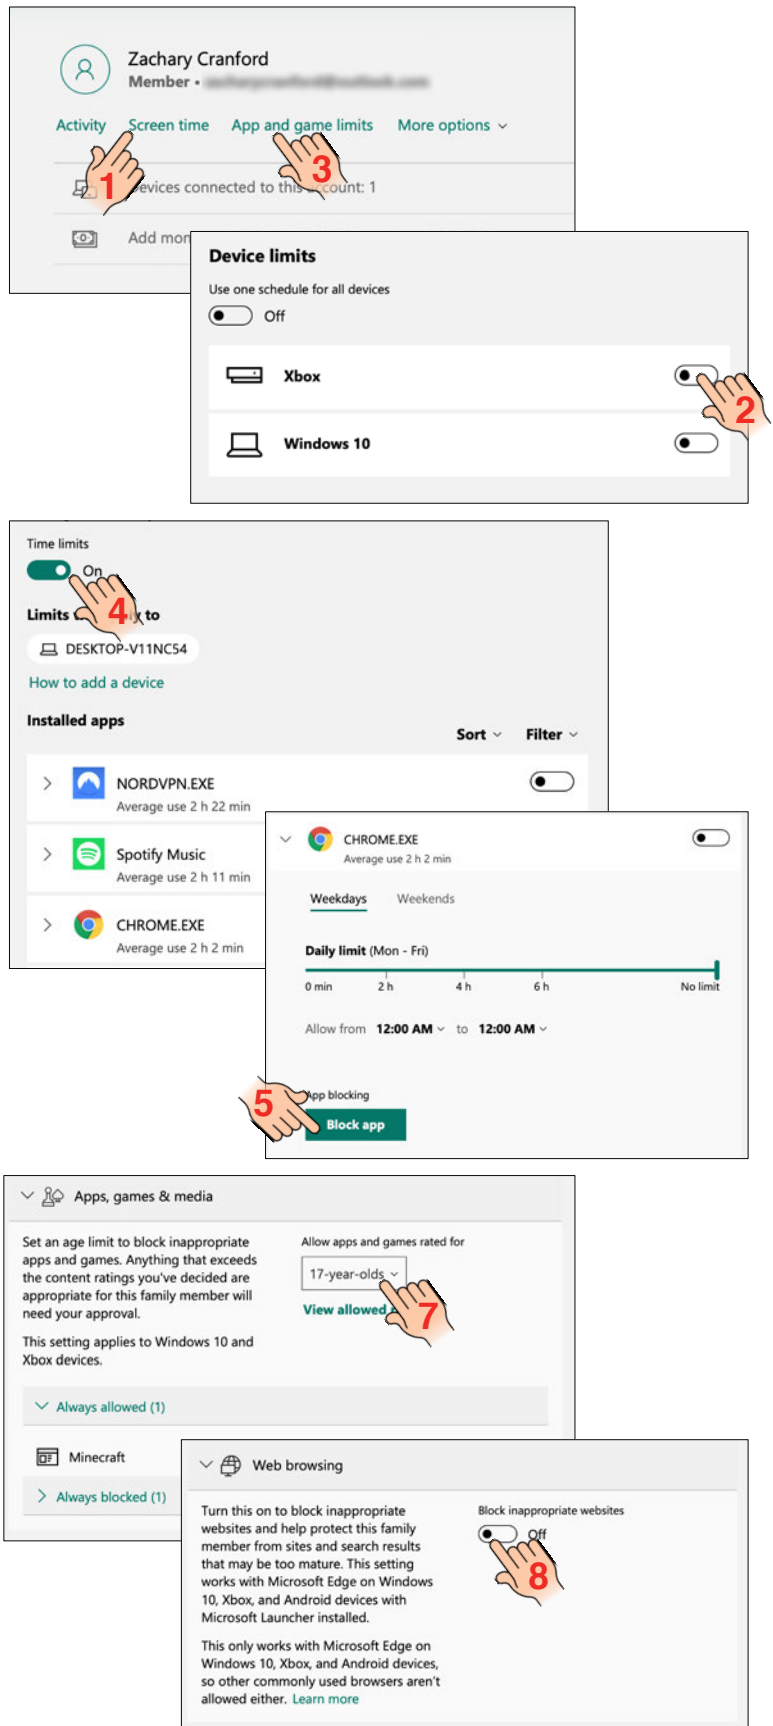 Zachary Cranford
Member •
Activity Screen time App and game limits More options
1
3
evices connected to this count: 1
Add mon
Device limits
Use one schedule for all devices
Off
Xbox
2
Windows 10
Time limits
On
4
Limits to
DESKTOP-V11NC54
How to add a device
Installed apps
Sort Filter
NORDVPN.EXE
Average use 2 h 22 min
Spotify Music
Average use 2 h 11 min
CHROME.EXE
Average use 2 h 2 min
CHROME.EXE
Average use 2 h 2 min
Weekdays Weekends
Daily limit (Mon - Fri)
0 min 2 h 4 h 6 h No limit
Allow from 12:00 AM to 12:00 AM
5
App blocking
Block app
Apps, games & media
Set an age limit to block inappropriate
apps and games. Anything that exceeds
the content ratings you've decided are
appropriate for this family member will
need your approval.
This setting applies to Windows 10 and
Xbox devices.
Allow apps and games rated for
17-year-olds
View allowed
7
Always allowed (1)
Minecraft
Always blocked (1)
Web browsing
Turn this on to block inappropriate
websites and help protect this family
member from sites and search results
that may be too mature. This setting
works with Microsoft Edge on Windows
10, Xbox, and Android devices with
Microsoft Launcher installed.
This only works with Microsoft Edge on
Windows 10, Xbox, and Android devices,
so other commonly used browsers aren't
allowed either. Learn more
Block inappropriate websites
Off
8